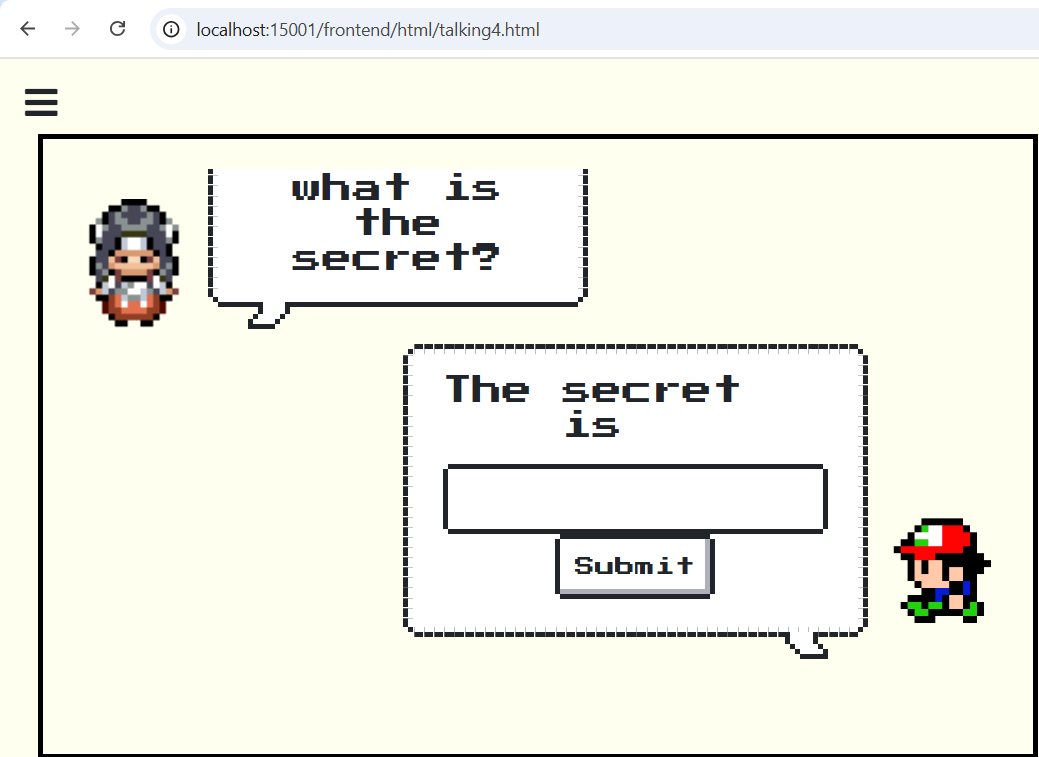 localhost:15001/frontend/html/talking4.html
what is
the
secret?
The secret
is
Submit